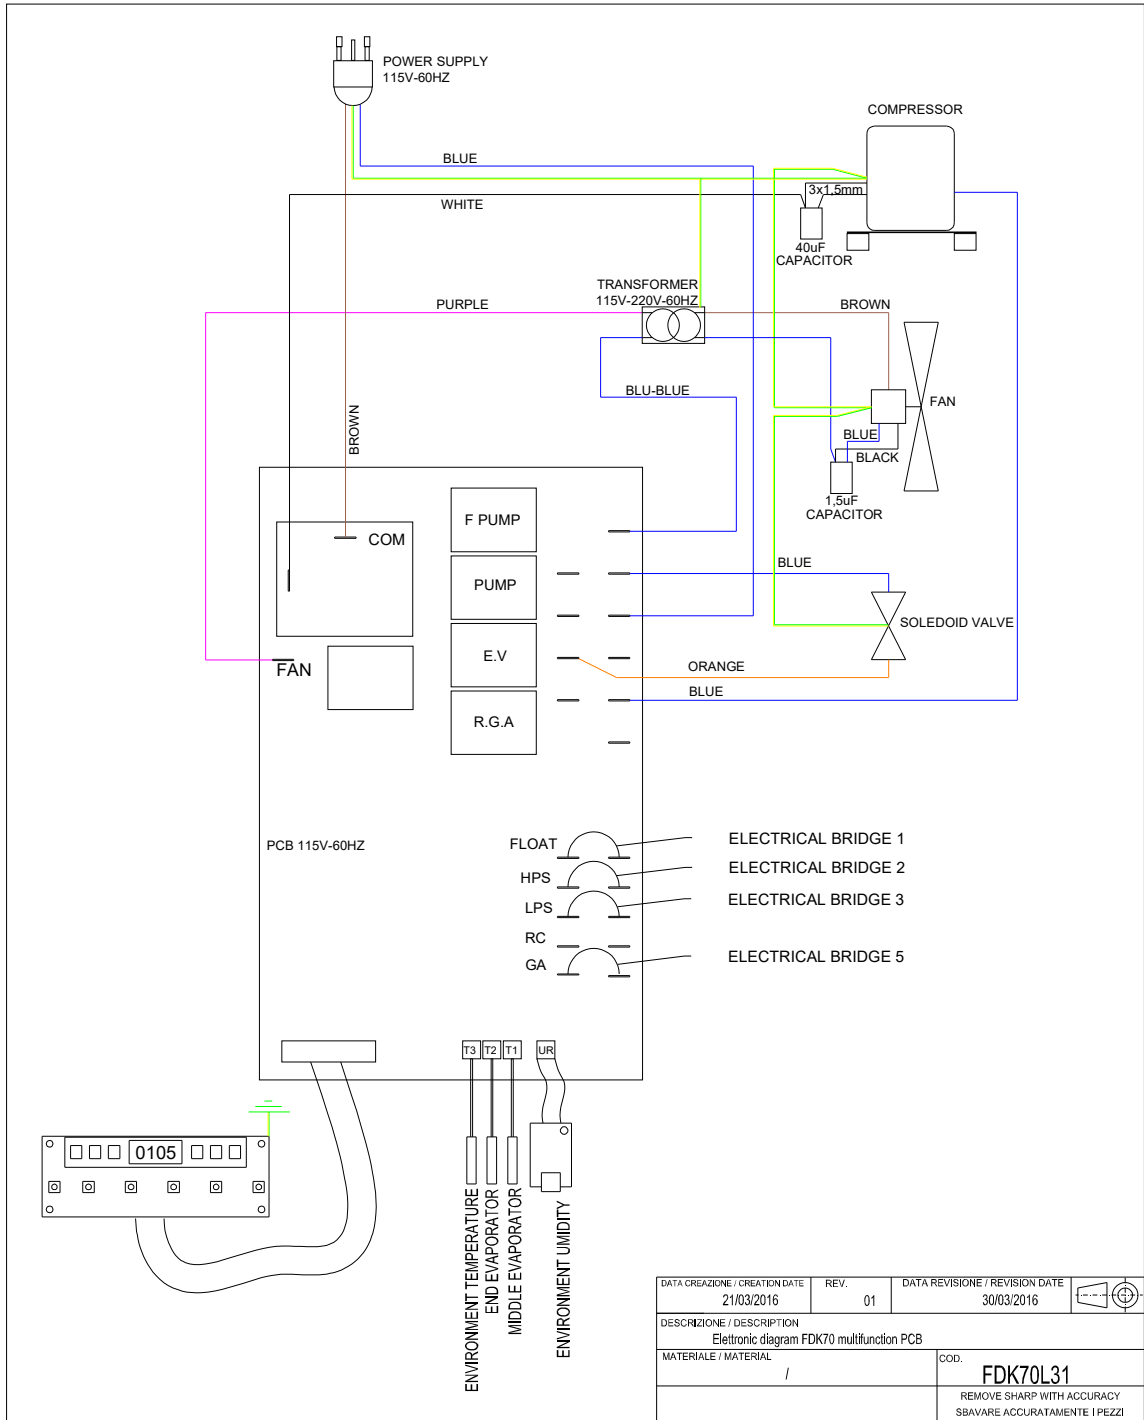 POWER SUPPLY
115V-60HZ
COMPRESSOR
BLUE
3x1,5mm
WHITE
40uF
CAPACITOR
TRANSFORMER
115V-220V-60HZ
PURPLE
BROWN
BLU-BLUE
FAN
BROWN
BLUE
BLACK
1,5uF
CAPACITOR
F PUMP
COM
BLUE
PUMP
SOLEDOID VALVE
E.V
ORANGE
FAN
BLUE
R.G.A
PCB 115V-60HZ
FLOAT
ELECTRICAL BRIDGE 1
HPS
ELECTRICAL BRIDGE 2
LPS
ELECTRICAL BRIDGE 3
RC
GA
ELECTRICAL BRIDGE 5
T3
T2
T1
UR
0105
ENVIRONMENT TEMPERATURE
END EVAPORATOR
MIDDLE EVAPORATOR
ENVIRONMENT UMIDITY
DATA CREAZIONE / CREATION DATE
21/03/2016
REV.
01
DATA REVISIONE / REVISION DATE
30/03/2016
DESCRIZIONE / DESCRIPTION
Elettronic diagram FDK70 multifunction PCB
MATERIALE / MATERIAL
/
COD.
FDK70L31
REMOVE SHARP WITH ACCURACY
SBAVARE ACCURATAMENTE I PEZZI